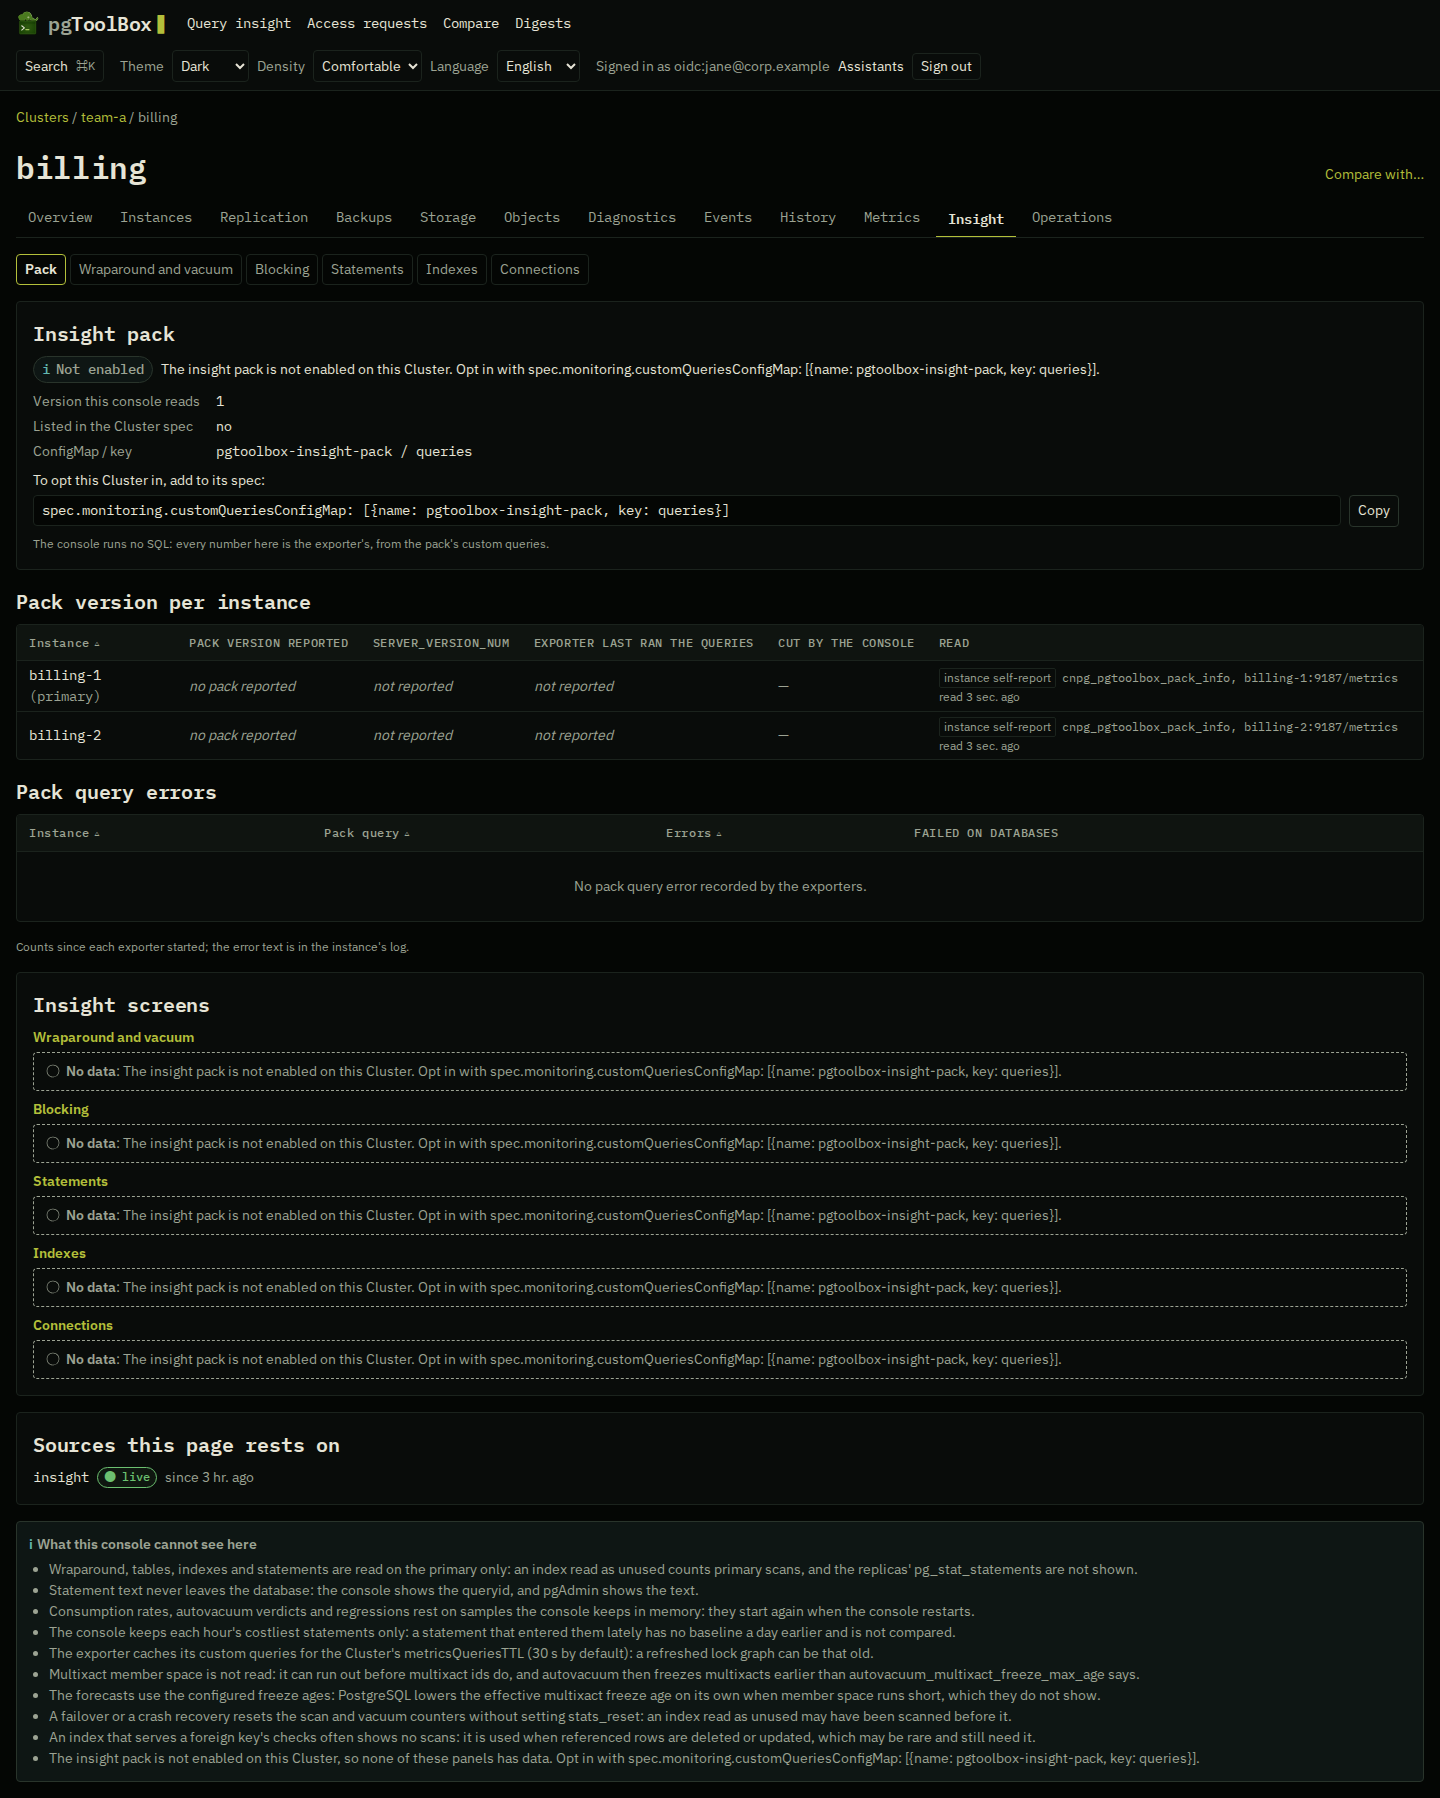 pgToolBox Query insight Access requests Compare Digests
Search ⌘K Theme Dark Density Comfortable Language English Signed in as oidc:jane@corp.example Assistants Sign out
Clusters / team-a / billing
billing
Compare with...
Overview Instances Replication Backups Storage Objects Diagnostics Events History Metrics Insight Operations
Pack Wraparound and vacuum Blocking Statements Indexes Connections
Insight pack
i Not enabled The insight pack is not enabled on this Cluster. Opt in with spec.monitoring.customQueriesConfigMap: [{name: pgtoolbox-insight-pack, key: queries}].
Version this console reads 1
Listed in the Cluster spec no
ConfigMap / key pgtoolbox-insight-pack / queries
To opt this Cluster in, add to its spec:
spec.monitoring.customQueriesConfigMap: [{name: pgtoolbox-insight-pack, key: queries}] Copy
The console runs no SQL: every number here is the exporter's, from the pack's custom queries.
Pack version per instance
Instance PACK VERSION REPORTED SERVER_VERSION_NUM EXPORTER LAST RAN THE QUERIES CUT BY THE CONSOLE READ
billing-1 (primary) no pack reported not reported not reported — instance self-report cnpg_pgtoolbox_pack_info, billing-1:9187/metrics read 3 sec. ago
billing-2 no pack reported not reported not reported — instance self-report cnpg_pgtoolbox_pack_info, billing-2:9187/metrics read 3 sec. ago
Pack query errors
Instance Pack query Errors FAILED ON DATABASES
No pack query error recorded by the exporters.
Counts since each exporter started; the error text is in the instance's log.
Insight screens
Wraparound and vacuum
No data: The insight pack is not enabled on this Cluster. Opt in with spec.monitoring.customQueriesConfigMap: [{name: pgtoolbox-insight-pack, key: queries}].
Blocking
No data: The insight pack is not enabled on this Cluster. Opt in with spec.monitoring.customQueriesConfigMap: [{name: pgtoolbox-insight-pack, key: queries}].
Statements
No data: The insight pack is not enabled on this Cluster. Opt in with spec.monitoring.customQueriesConfigMap: [{name: pgtoolbox-insight-pack, key: queries}].
Indexes
No data: The insight pack is not enabled on this Cluster. Opt in with spec.monitoring.customQueriesConfigMap: [{name: pgtoolbox-insight-pack, key: queries}].
Connections
No data: The insight pack is not enabled on this Cluster. Opt in with spec.monitoring.customQueriesConfigMap: [{name: pgtoolbox-insight-pack, key: queries}].
Sources this page rests on
insight live since 3 hr. ago
i What this console cannot see here
• Wraparound, tables, indexes and statements are read on the primary only: an index read as unused counts primary scans, and the replicas' pg_stat_statements are not shown.
• Statement text never leaves the database: the console shows the queryid, and pgAdmin shows the text.
• Consumption rates, autovacuum verdicts and regressions rest on samples the console keeps in memory: they start again when the console restarts.
• The console keeps each hour's costliest statements only: a statement that entered them lately has no baseline a day earlier and is not compared.
• The exporter caches its custom queries for the Cluster's metricsQueriesTTL (30 s by default): a refreshed lock graph can be that old.
• Multixact member space is not read: it can run out before multixact ids do, and autovacuum then freezes multixacts earlier than autovacuum_multixact_freeze_max_age says.
• The forecasts use the configured freeze ages: PostgreSQL lowers the effective multixact freeze age on its own when member space runs short, which they do not show.
• A failover or a crash recovery resets the scan and vacuum counters without setting stats_reset: an index read as unused may have been scanned before it.
• An index that serves a foreign key's checks often shows no scans: it is used when referenced rows are deleted or updated, which may be rare and still need it.
• The insight pack is not enabled on this Cluster, so none of these panels has data. Opt in with spec.monitoring.customQueriesConfigMap: [{name: pgtoolbox-insight-pack, key: queries}].